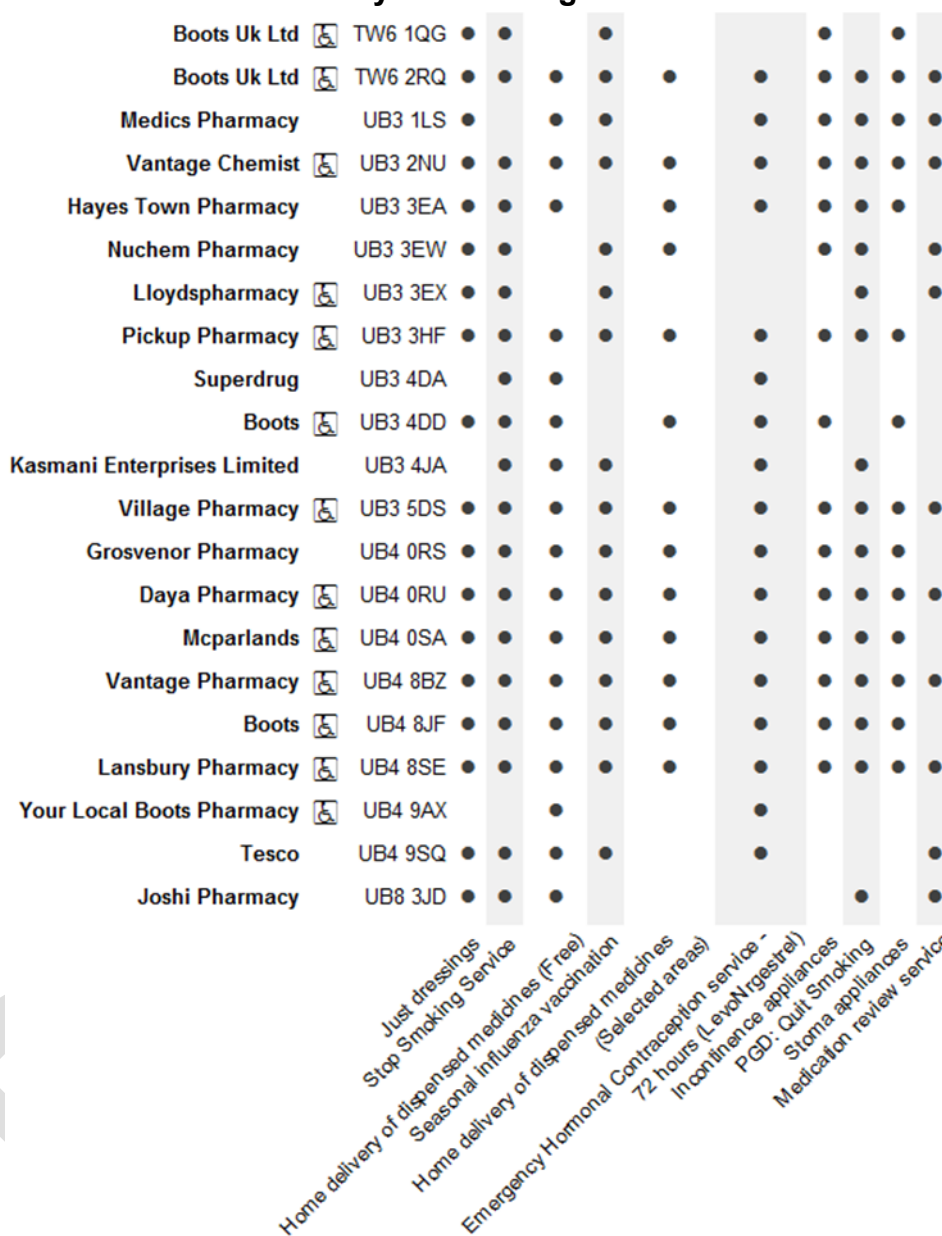 Boots Uk Ltd TW6 1QG ● ● ● ● ●
Boots Uk Ltd TW6 2RQ ● ● ● ● ● ● ● ● ● ●
Medics Pharmacy UB3 1LS ● ● ● ● ● ● ● ●
Vantage Chemist UB3 2NU ● ● ● ● ● ● ● ● ● ●
Hayes Town Pharmacy UB3 3EA ● ● ● ● ● ● ● ●
Nuchem Pharmacy UB3 3EW ● ● ● ● ● ● ●
Lloydspharmacy UB3 3EX ● ● ● ● ●
Pickup Pharmacy UB3 3HF ● ● ● ● ● ● ● ● ●
Superdrug UB3 4DA ● ● ●
Boots UB3 4DD ● ● ● ● ● ● ●
Kasmani Enterprises Limited UB3 4JA ● ● ● ● ●
Village Pharmacy UB3 5DS ● ● ● ● ● ● ● ● ● ●
Grosvenor Pharmacy UB4 0RS ● ● ● ● ● ● ● ● ●
Daya Pharmacy UB4 0RU ● ● ● ● ● ● ● ● ● ●
Mcparlands UB4 0SA ● ● ● ● ● ● ● ● ●
Vantage Pharmacy UB4 8BZ ● ● ● ● ● ● ● ● ● ●
Boots UB4 8JF ● ● ● ● ● ● ● ● ●
Lansbury Pharmacy UB4 8SE ● ● ● ● ● ● ● ● ● ●
Your Local Boots Pharmacy UB4 9AX ● ●
Tesco UB4 9SQ ● ● ● ● ● ●
Joshi Pharmacy UB8 3JD ● ● ● ● ●
Just dressings
Stop Smoking Service
Home delivery of dispensed medicines (Free)
Seasonal influenza vaccination
Home delivery of dispensed medicines
(Selected areas)
Emergency Hormonal Contraception service -
72 hours (LevoNrgestrel)
Incontinence appliances
PGD: Quit Smoking
Stoma appliances
Medication review service